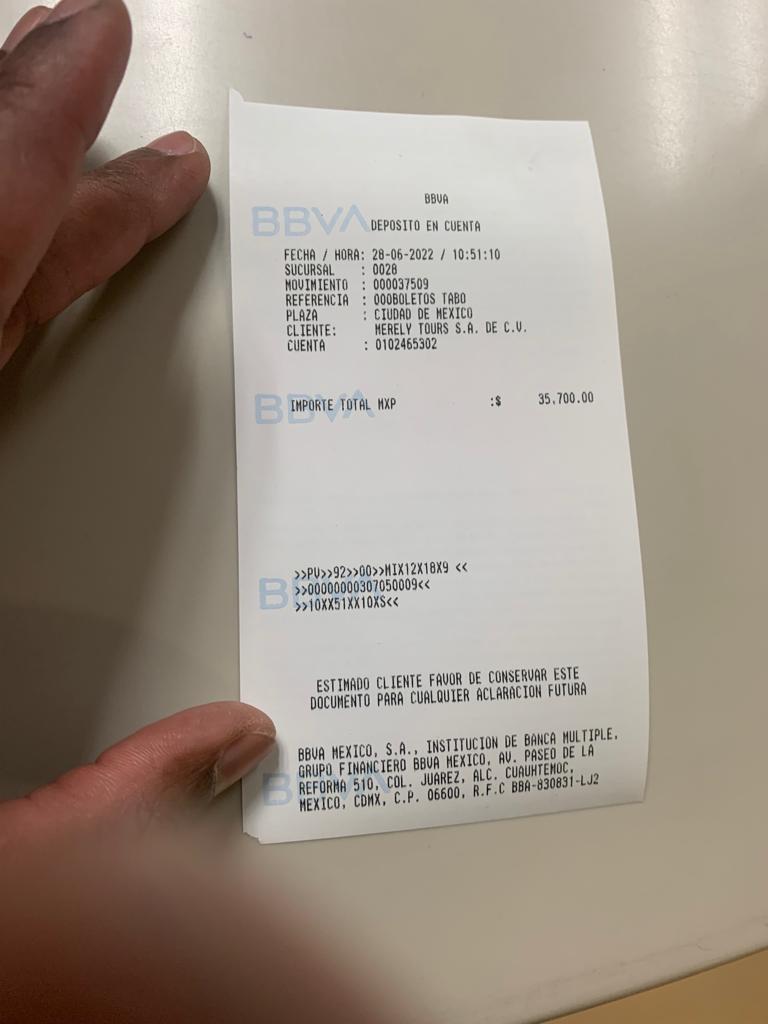 BBVA
BBVA DEPOSITO EN CUENTA
FECHA / HORA: 28-06-2022 / 10:51:10
SUCURSAL : 0028
MOVIMIENTO : 000037509
REFERENCIA : 000BOLETOS TABO
PLAZA : CIUDAD DE MEXICO
CLIENTE: MERELY TOURS S.A. DE C.V.
CUENTA : 0102465302
BBVA
IMPORTE TOTAL MXP :$ 35,700.00
>>PV>>92>>00>>MIX12X18X9 <<
BBVA
>>00000000307050009<<
>>10XX51XX10XS<<
ESTIMADO CLIENTE FAVOR DE CONSERVAR ESTE
DOCUMENTO PARA CUALQUIER ACLARACION FUTURA
BBVA MEXICO, S.A., INSTITUCION DE BANCA MULTIPLE,
GRUPO FINANCIERO BBVA MEXICO, AV. PASEO DE LA
REFORMA 510, COL. JUAREZ, ALC. CUAUHTEMOC,
MEXICO, CDMX, C.P. 06600, R.F.C BBA-830831-LJ2